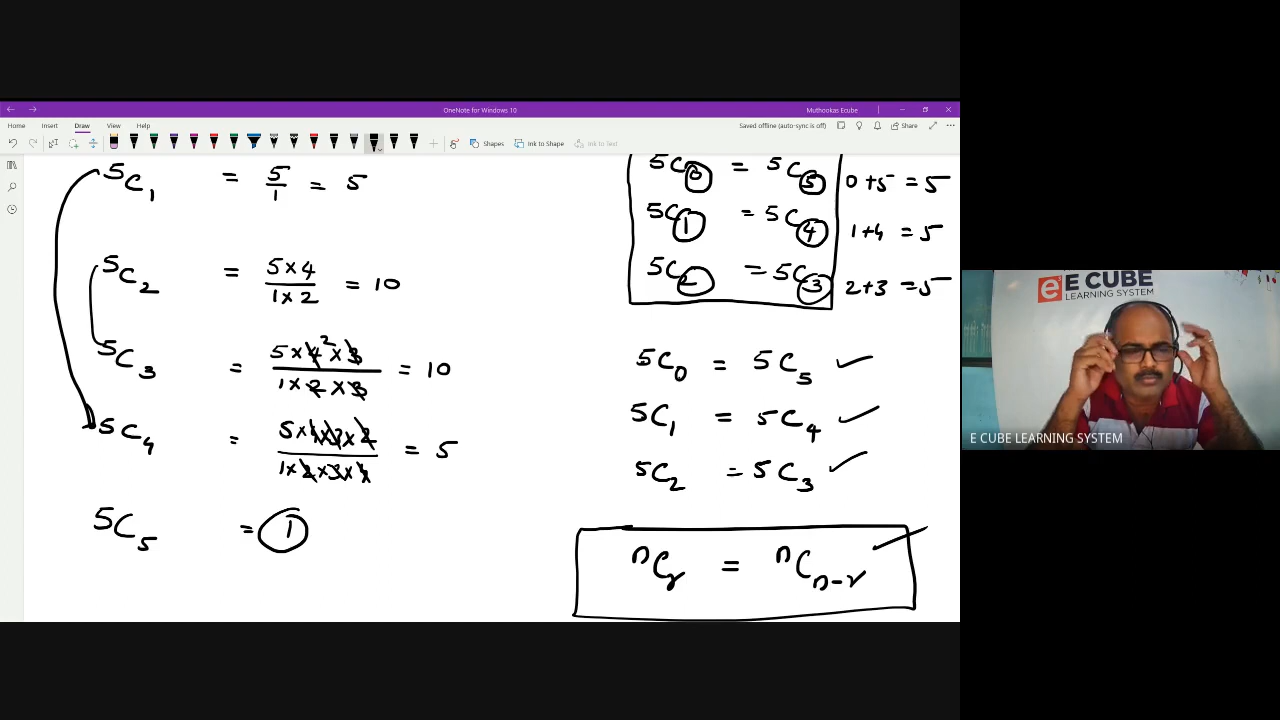 OneNote for Windows 10
Muthookas Ecube
Home Insert Draw View Help
Saved offline (auto-sync is off)
Share
Shapes
Ink to Shape
Ink to Text
5C1 = 5/1 = 5
5C2 = 5×4/1×2 = 10
5C3 = 5×4×3/1×2×3 = 10
2
5C4 = 5×4×3×2/1×2×3×4 = 5
5C5 = 1
5C0 = 5C5 0+5=5
5C1 = 5C4 1+4=5
5C2 = 5C3 2+3=5
5C0 = 5C5
5C1 = 5C4
5C2 = 5C3
nCr = nCn-r
e E CUBE
LEARNING SYSTEM
E CUBE LEARNING SYSTEM